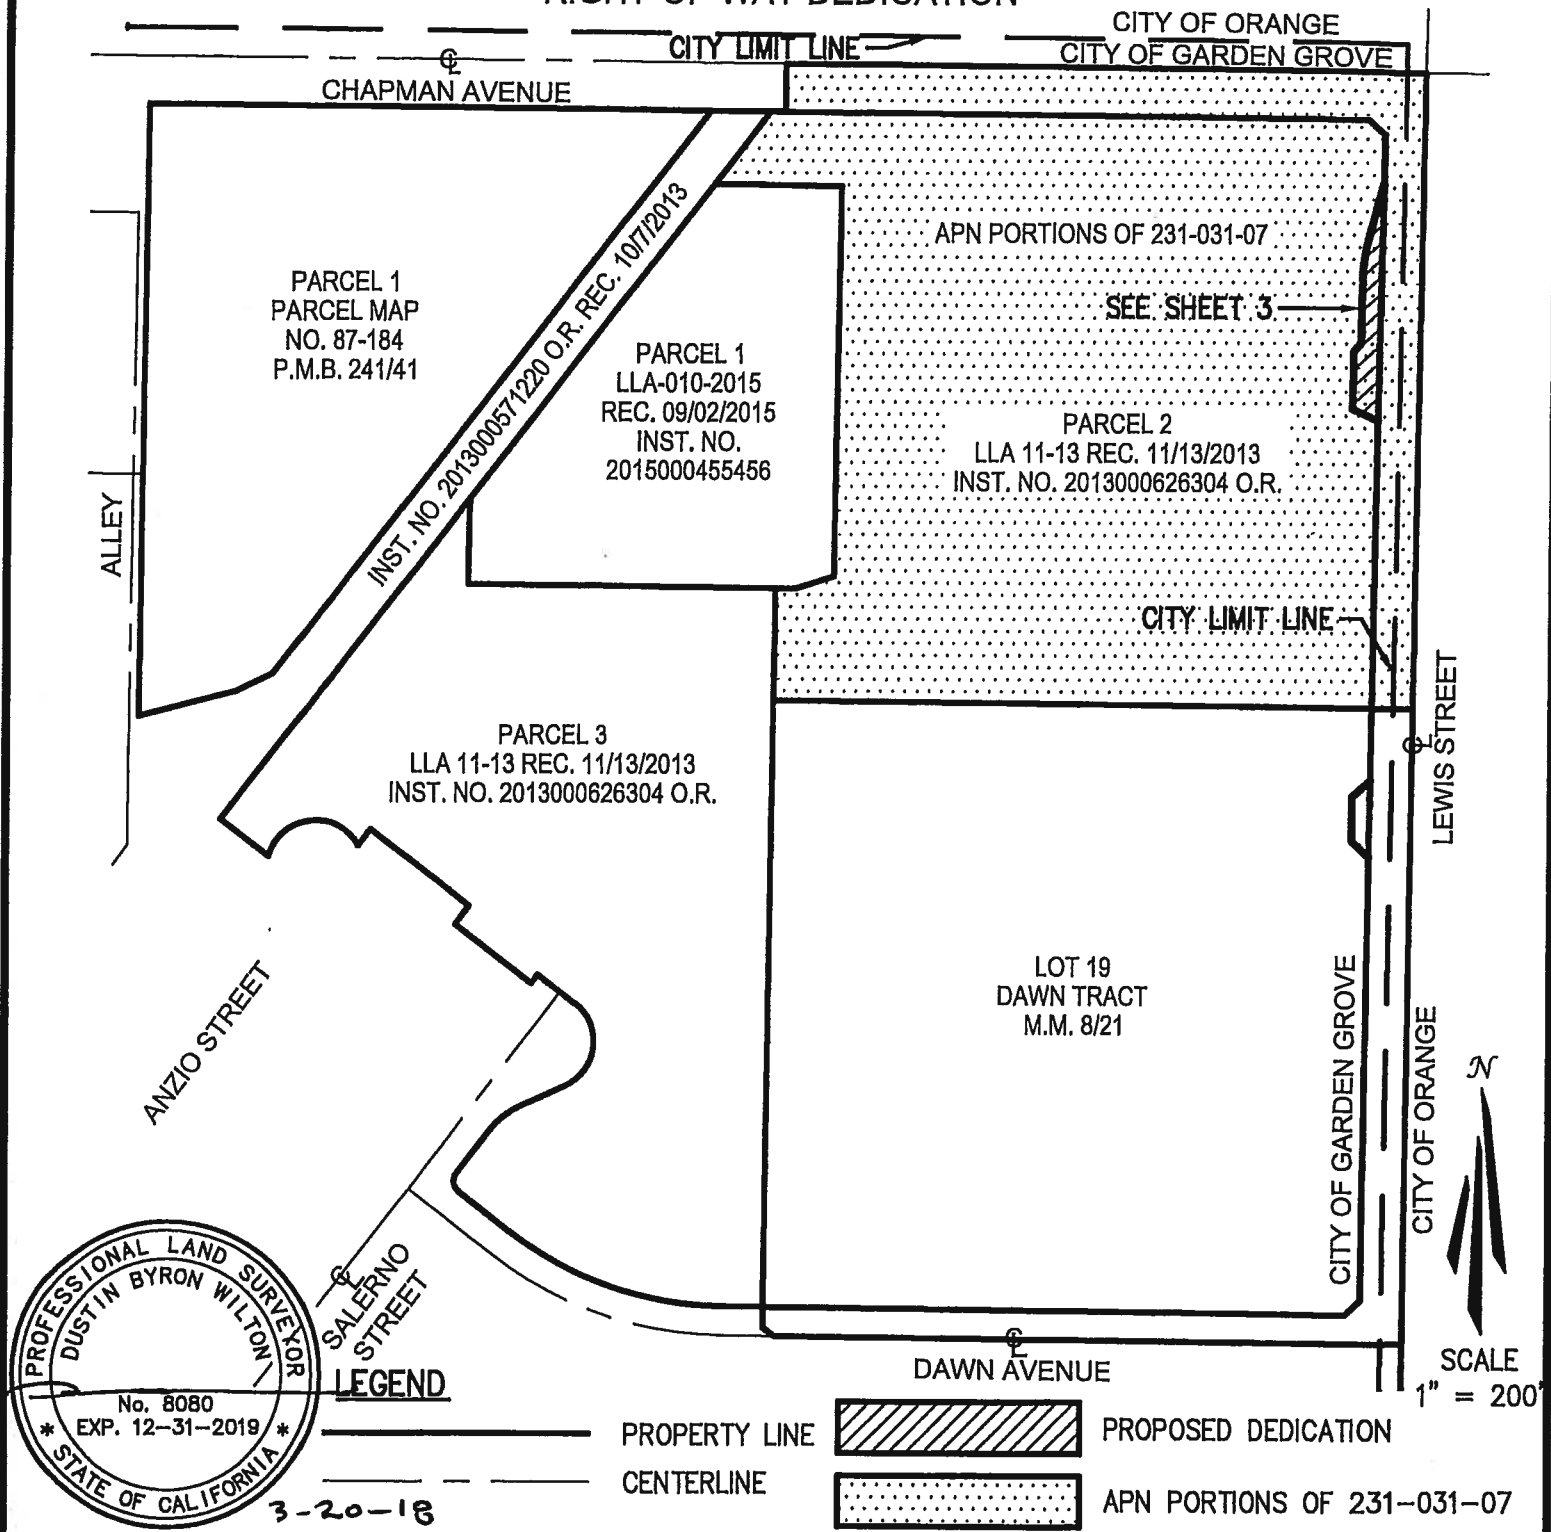 RIGHT-OF-WAY DEDICATION
CITY OF ORANGE
CITY LIMIT LINE
CITY OF GARDEN GROVE
℄
CHAPMAN AVENUE
PARCEL 1
PARCEL MAP
NO. 87-184
P.M.B. 241/41
INST. NO. 2013000571220 O.R. REC. 10/7/2013
APN PORTIONS OF 231-031-07
SEE SHEET 3
PARCEL 1
LLA-010-2015
REC. 09/02/2015
INST. NO.
2015000455456
PARCEL 2
LLA 11-13 REC. 11/13/2013
INST. NO. 2013000626304 O.R.
ALLEY
CITY LIMIT LINE
℄
LEWIS STREET
PARCEL 3
LLA 11-13 REC. 11/13/2013
INST. NO. 2013000626304 O.R.
LOT 19
DAWN TRACT
M.M. 8/21
ANZIO STREET
CITY OF GARDEN GROVE
CITY OF ORANGE
N
℄
SALERNO
STREET
℄
DAWN AVENUE
SCALE
1" = 200'
PROFESSIONAL LAND SURVEYOR
DUSTIN BYRON WILTON
No. 8080
EXP. 12-31-2019
* STATE OF CALIFORNIA *
3-20-18
LEGEND
PROPERTY LINE
CENTERLINE
PROPOSED DEDICATION
APN PORTIONS OF 231-031-07